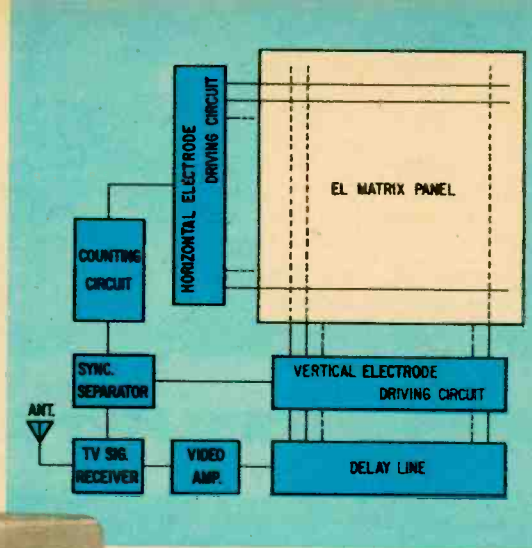 HORIZONTAL ELECTRODE
DRIVING CIRCUIT
EL MATRIX PANEL
COUNTING
CIRCUIT
SYNC.
SEPARATOR
VERTICAL ELECTRODE
DRIVING CIRCUIT
ANT.
TV SIG.
RECEIVER
VIDEO
AMP.
DELAY LINE